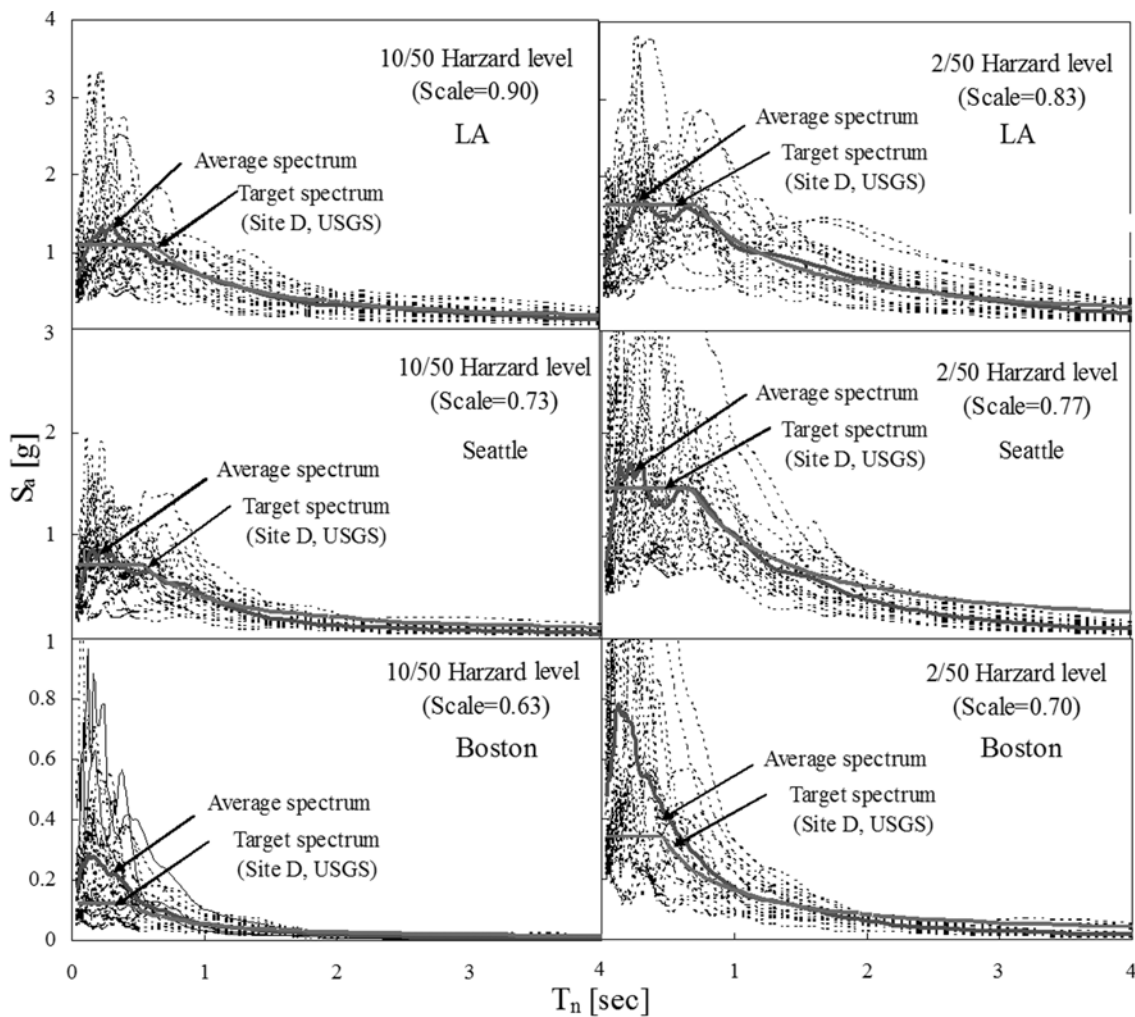 4
3
2
1
10/50 Harzard level
(Scale=0.90)
LA
Average spectrum
Target spectrum
(Site D, USGS)
2/50 Harzard level
(Scale=0.83)
LA
Average spectrum
Target spectrum
(Site D, USGS)
3
2
1
10/50 Harzard level
(Scale=0.73)
Seattle
Average spectrum
Target spectrum
(Site D, USGS)
2/50 Harzard level
(Scale=0.77)
Seattle
Average spectrum
Target spectrum
(Site D, USGS)
1
0.8
0.6
0.4
0.2
0
10/50 Harzard level
(Scale=0.63)
Boston
Average spectrum
Target spectrum
(Site D, USGS)
2/50 Harzard level
(Scale=0.70)
Boston
Average spectrum
Target spectrum
(Site D, USGS)
0 1 2 3 4 1 2 3 4
Sa [g]
Tn [sec]